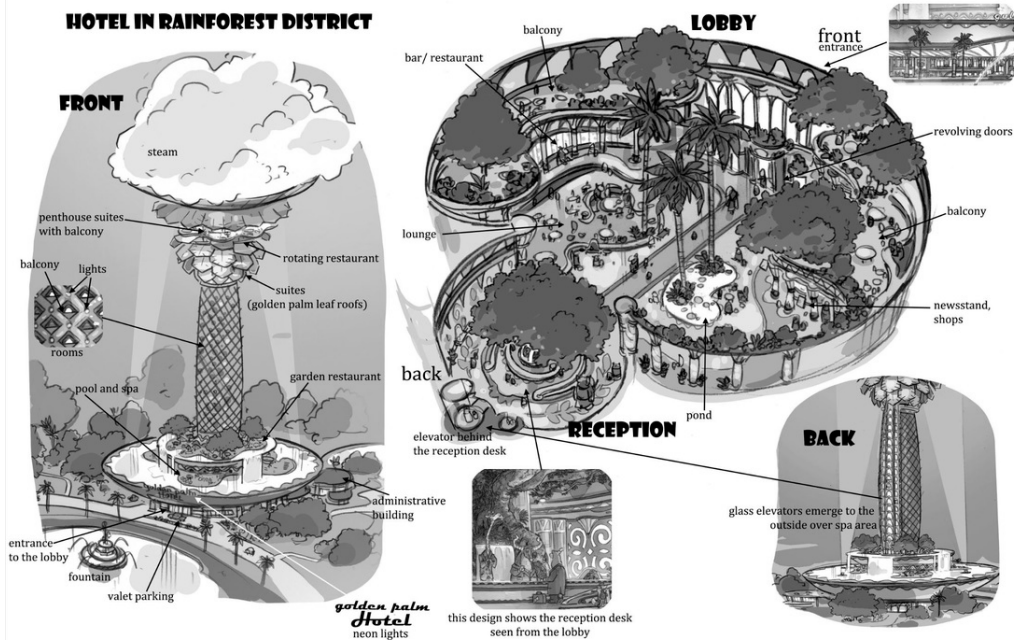 HOTEL IN RAINFOREST DISTRICT
FRONT
steam
penthouse suites
with balcony
rotating restaurant
balcony
lights
suites
(golden palm leaf roofs)
rooms
garden restaurant
pool and spa
administrative
building
entrance
to the lobby
fountain
valet parking
golden palm
Hotel
neon lights
LOBBY
balcony
front
entrance
bar/ restaurant
revolving doors
lounge
balcony
newsstand,
shops
back
pond
elevator behind
the reception desk
RECEPTION
this design shows the reception desk
seen from the lobby
BACK
glass elevators emerge to the
outside over spa area